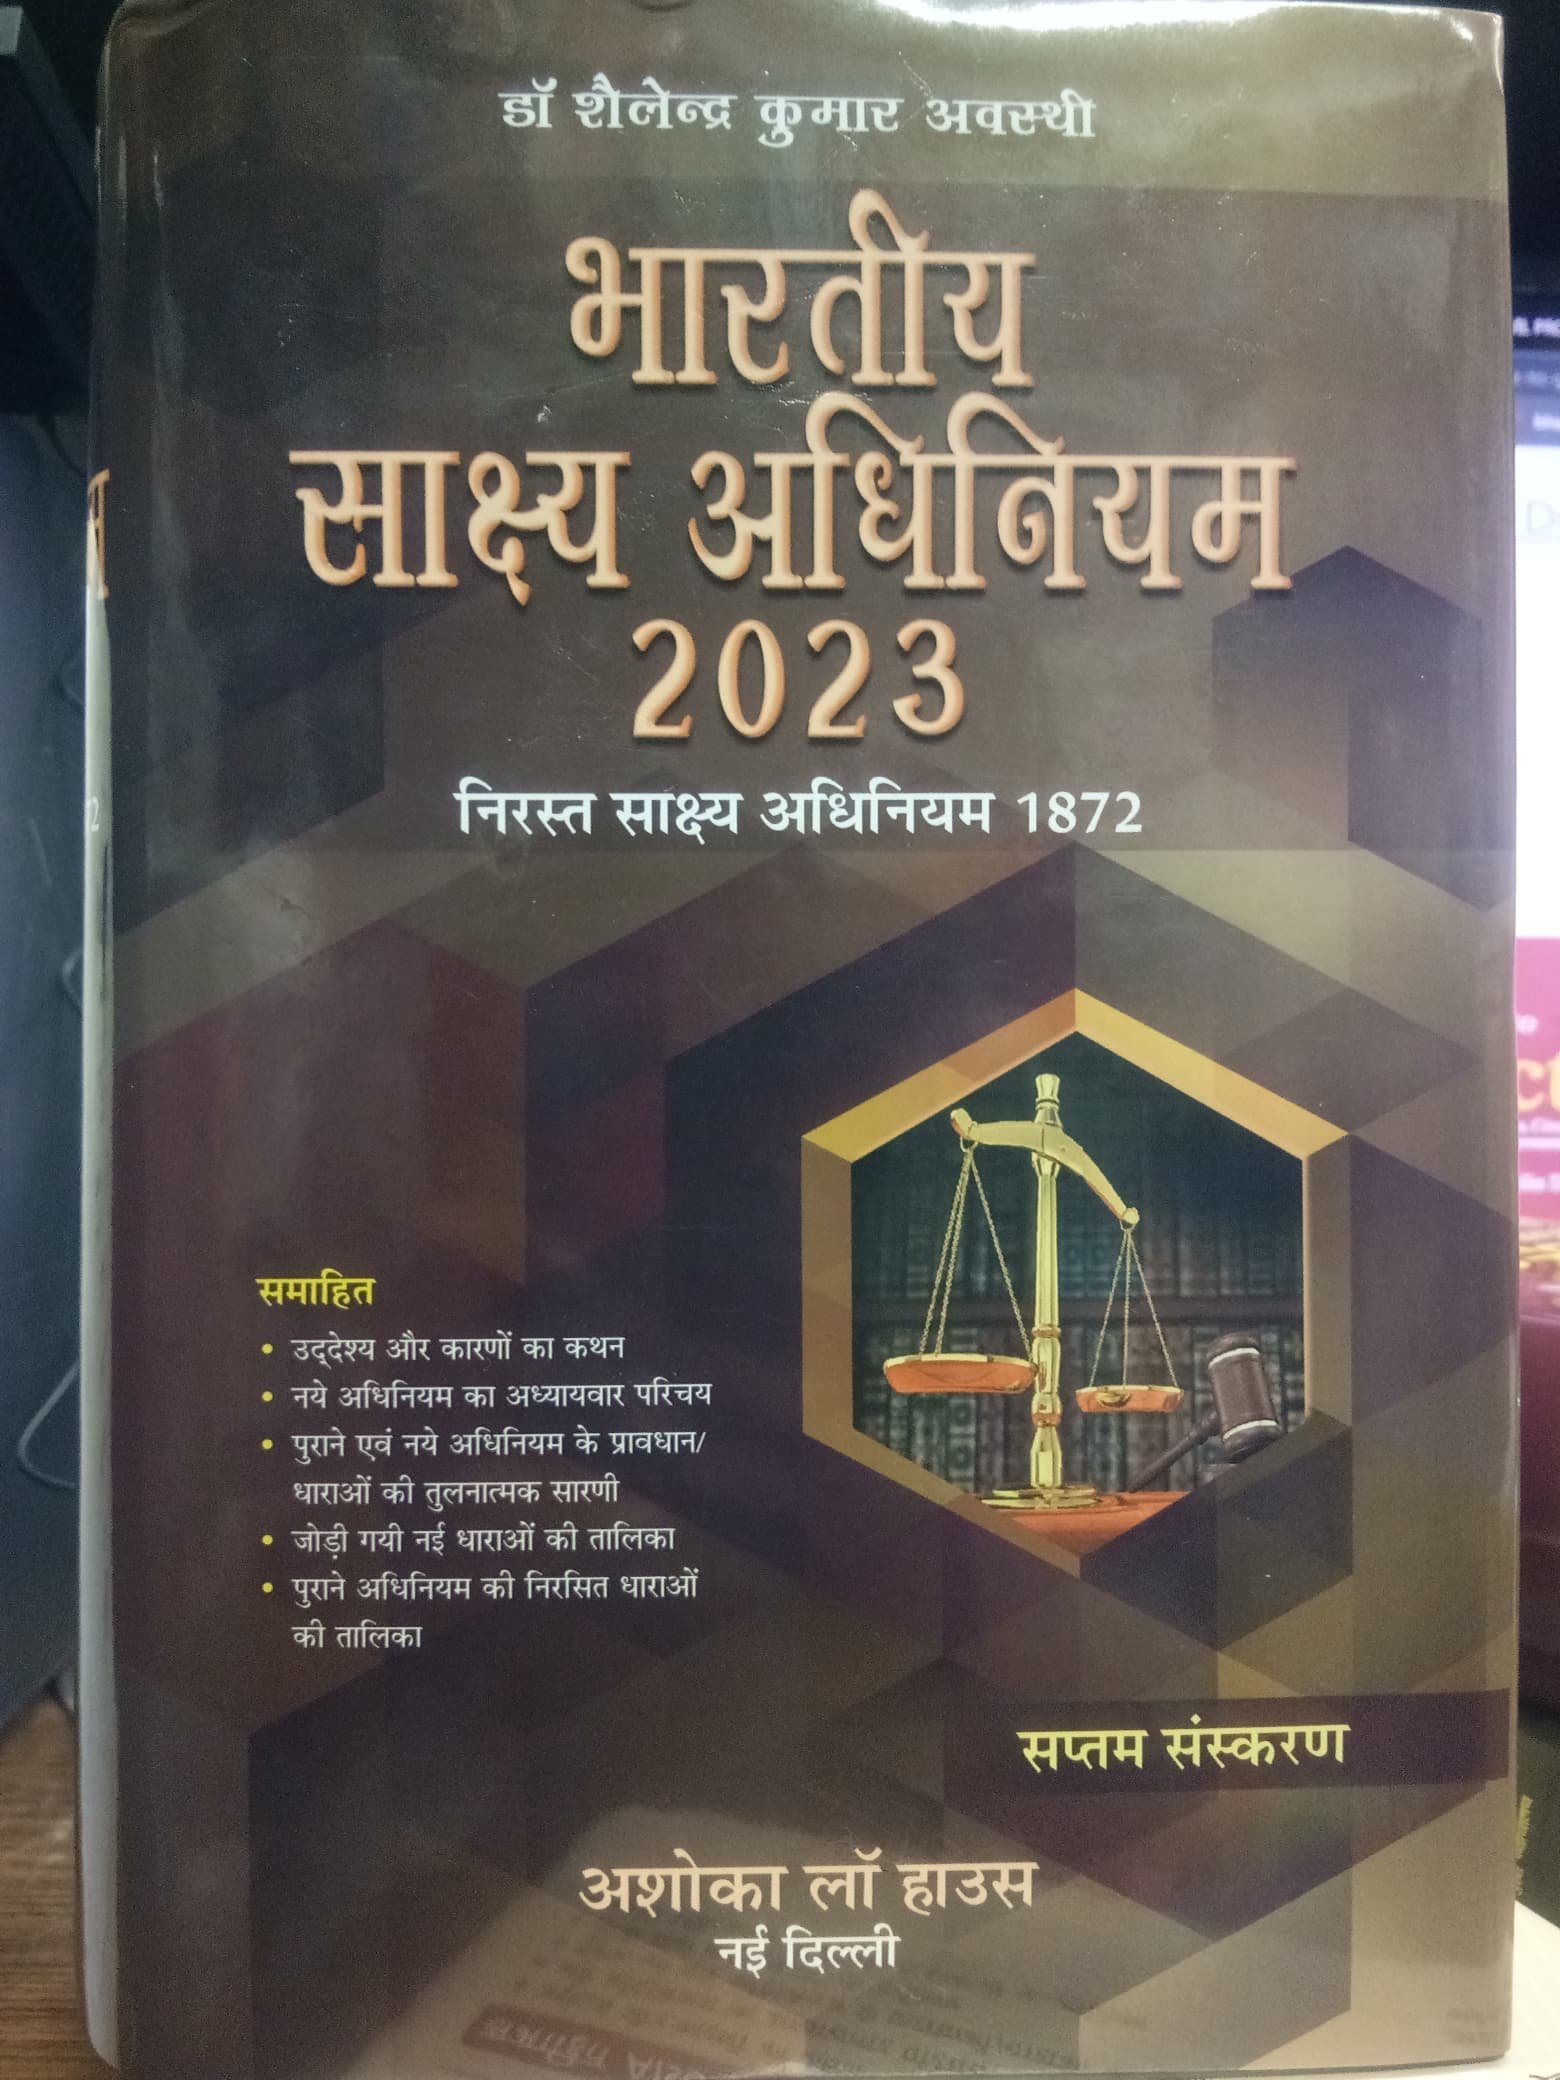 डॉ शैलेन्द्र कुमार अवस्थी
भारतीय
साक्ष्य अधिनियम
2023
निरस्त साक्ष्य अधिनियम 1872
समाहित
• उद्देश्य और कारणों का कथन
• नये अधिनियम का अध्यायवार परिचय
• पुराने एवं नये अधिनियम के प्रावधान/
धाराओं की तुलनात्मक सारणी
• जोड़ी गयी नई धाराओं की तालिका
• पुराने अधिनियम की निरसित धाराओं
की तालिका
सप्तम संस्करण
अशोका लॉ हाउस
नई दिल्ली